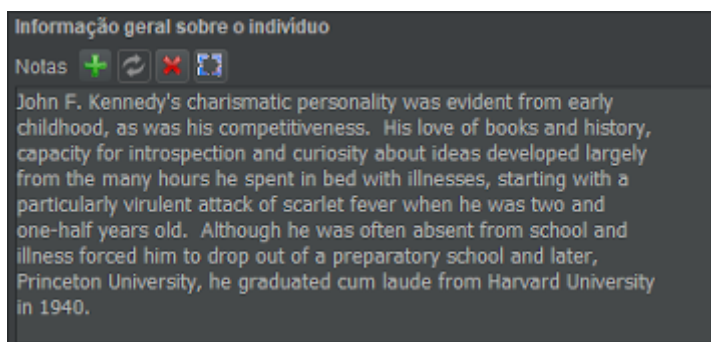 Informação geral sobre o indivíduo
Notas
John F. Kennedy's charismatic personality was evident from early
childhood, as was his competitiveness.  His love of books and history,
capacity for introspection and curiosity about ideas developed largely
from the many hours he spent in bed with illnesses, starting with a
particularly virulent attack of scarlet fever when he was two and
one-half years old.  Although he was often absent from school and
illness forced him to drop out of a preparatory school and later,
Princeton University, he graduated cum laude from Harvard University
in 1940.